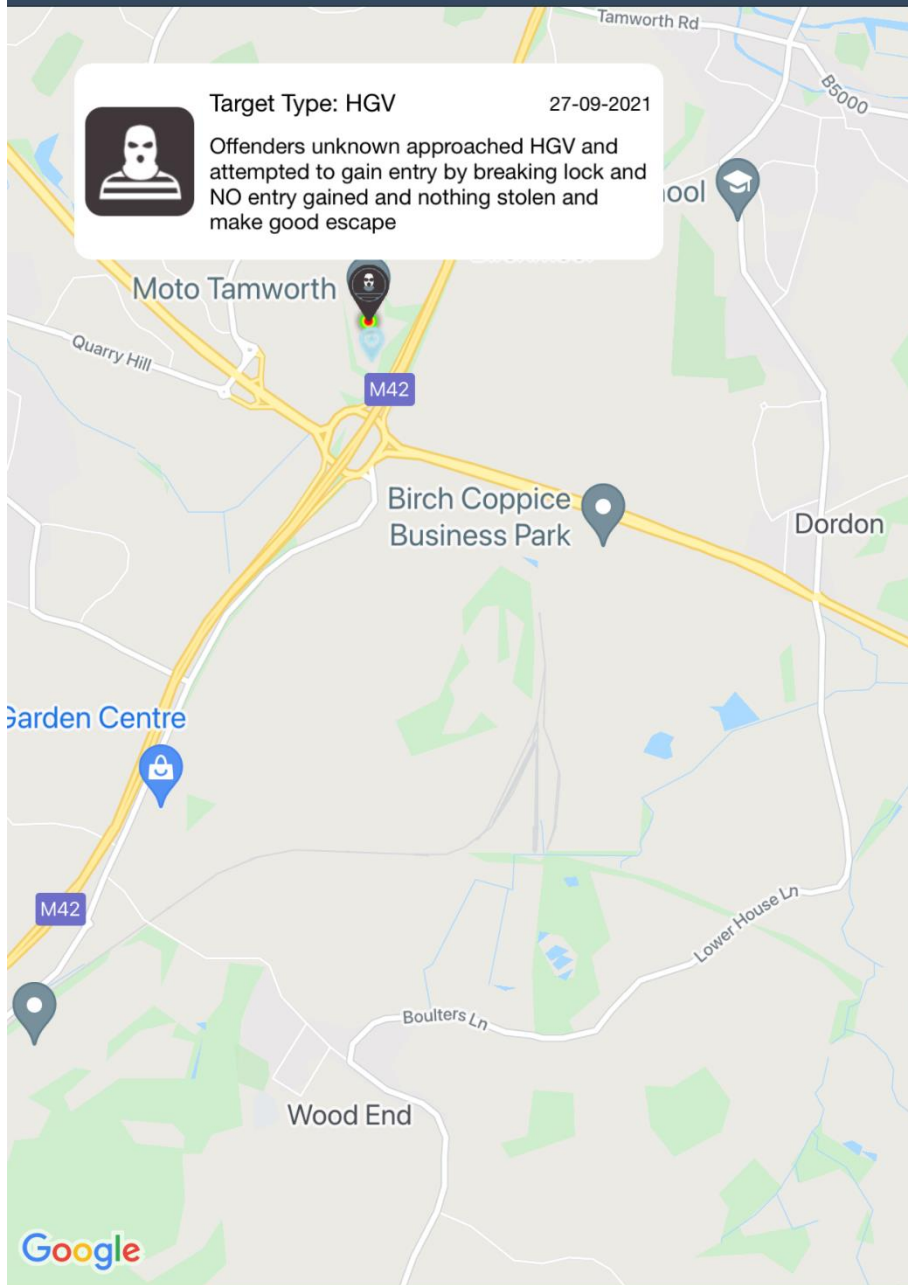 Tamworth Rd
B5000
Target Type: HGV
27-09-2021
Offenders unknown approached HGV and
attempted to gain entry by breaking lock and
NO entry gained and nothing stolen and
make good escape
ool
Moto Tamworth
Quarry Hill
M42
Birch Coppice
Business Park
Dordon
Garden Centre
M42
Lower House Ln
Boulters Ln
Wood End
Google